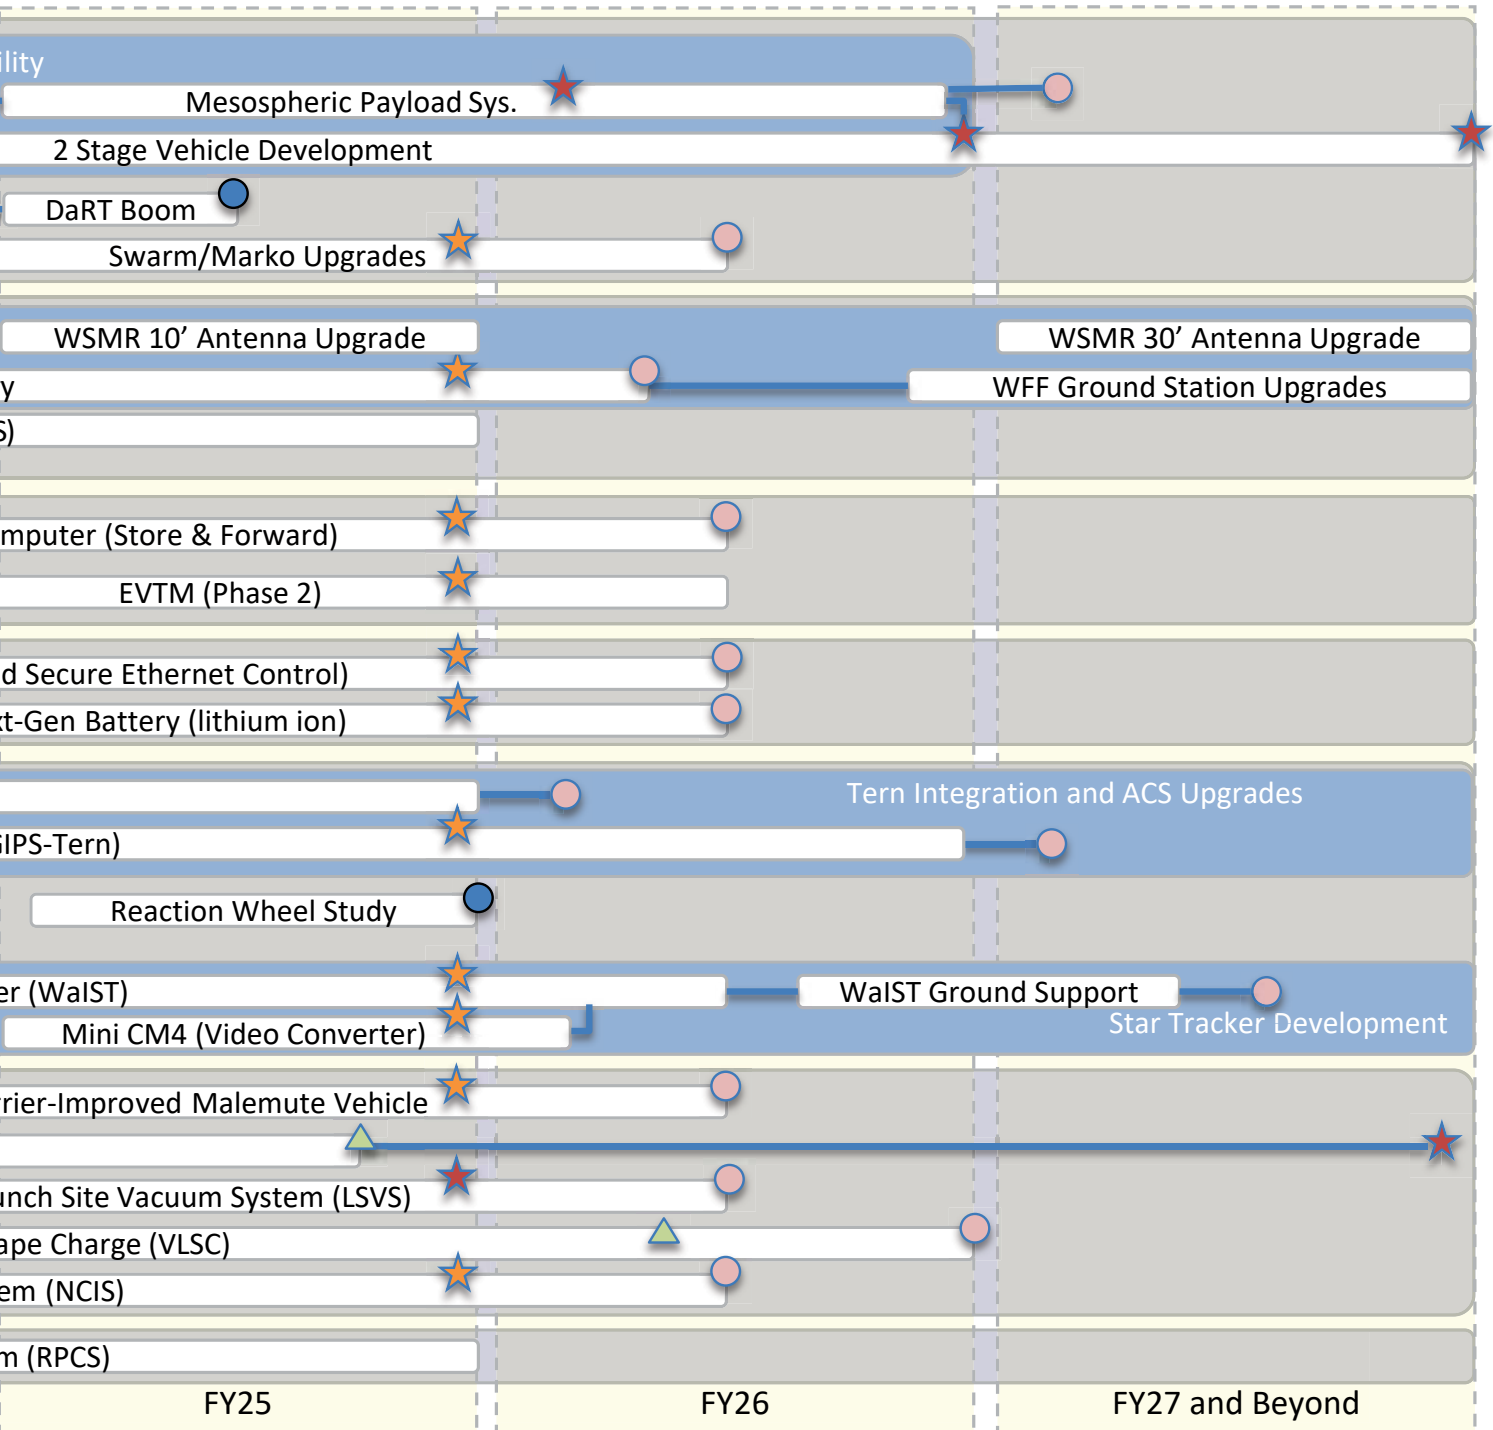 ility
Mesospheric Payload Sys.
2 Stage Vehicle Development
DaRT Boom
Swarm/Marko Upgrades
WSMR 10’ Antenna Upgrade
WSMR 30’ Antenna Upgrade
y
WFF Ground Station Upgrades
S)
mputer (Store & Forward)
EVTM (Phase 2)
d Secure Ethernet Control)
xt-Gen Battery (lithium ion)
Tern Integration and ACS Upgrades
GIPS-Tern)
Reaction Wheel Study
er (WaIST)
WaIST Ground Support
Mini CM4 (Video Converter)
Star Tracker Development
rrier-Improved Malemute Vehicle
unch Site Vacuum System (LSVS)
ape Charge (VLSC)
em (NCIS)
m (RPCS)
FY25
FY26
FY27 and Beyond